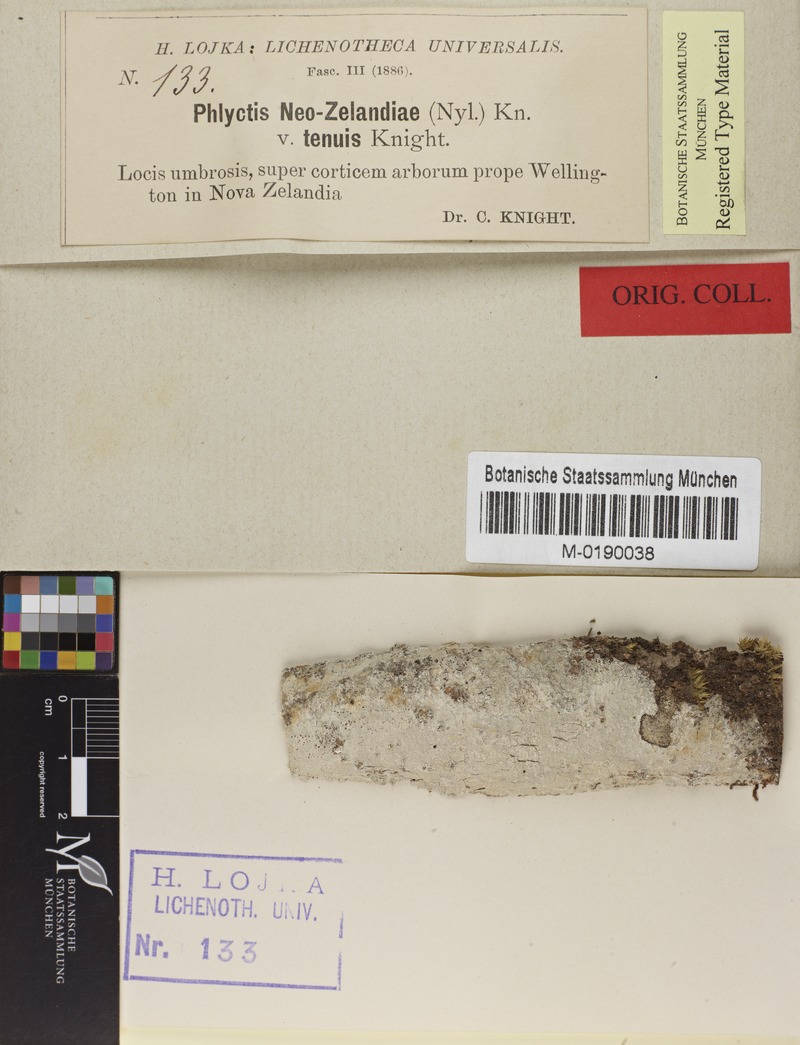 H. LOJKA: LICHENOTHECA UNIVERSALIS.
N. 133.
Fasc. III (1886).
Phlyctis Neo-Zelandiae (Nyl.) Kn.
v. tenuis Knight.
Locis umbrosis, super corticem arborum prope Welling-
ton in Nova Zelandia
Dr. C. KNIGHT.
BOTANISCHE STAATSSAMMLUNG
MÜNCHEN
Registered Type Material
ORIG. COLL.
Botanische Staatssammlung München
M-0190038
0
cm
1
2
copyright reserved
BOTANISCHE
STAATSSAMMLUNG
MÜNCHEN
H. LOJKA
LICHENOTH. UNIV.
Nr. 133